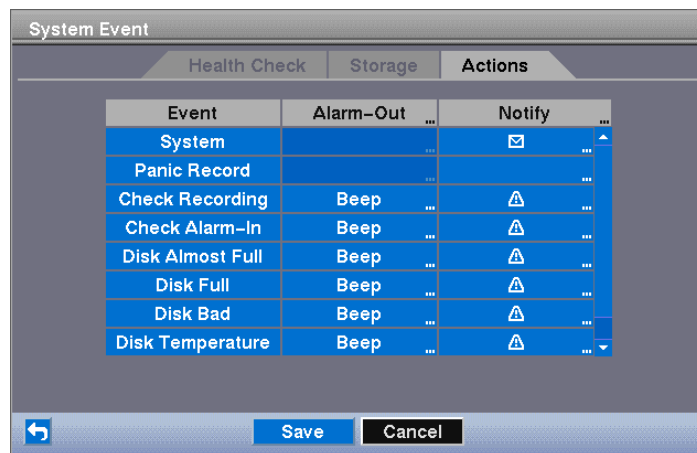 System Event
Health Check Storage Actions
Event Alarm-Out ... Notify ...
System ... ...
Panic Record ... ...
Check Recording Beep ... ...
Check Alarm-In Beep ... ...
Disk Almost Full Beep ... ...
Disk Full Beep ... ...
Disk Bad Beep ... ...
Disk Temperature Beep ... ...
Save Cancel